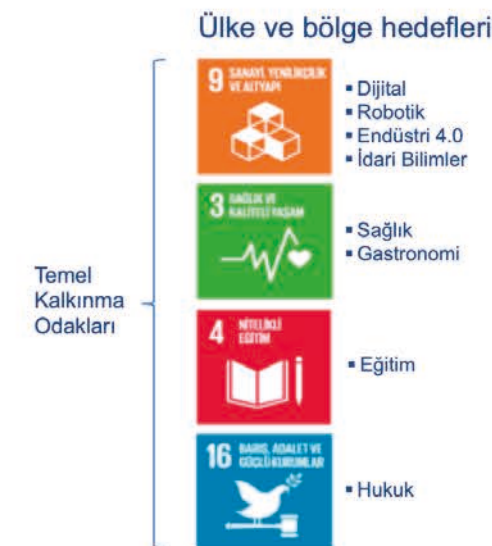 Ülke ve bölge hedefleri
Temel
Kalkınma
Odakları
9 SANAYİ, YENİLİKÇİLİK
VE ALTYAPI
▪ Dijital
▪ Robotik
▪ Endüstri 4.0
▪ İdari Bilimler
3 SAĞLIK VE
KALİTELİ YAŞAM
▪ Sağlık
▪ Gastronomi
4 NİTELİKLİ
EĞİTİM
▪ Eğitim
16 BARIŞ, ADALET VE
GÜÇLÜ KURUMLAR
▪ Hukuk